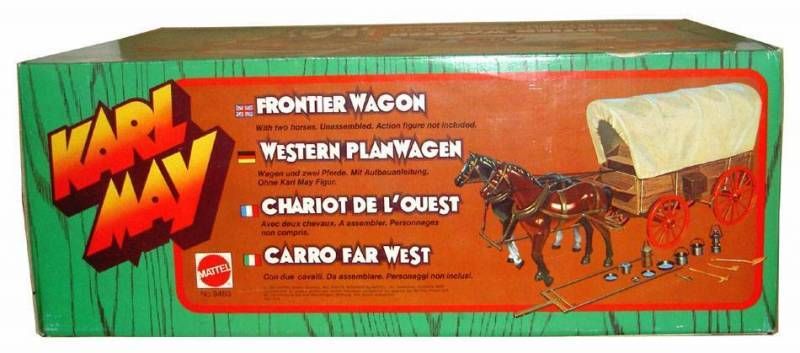 KARL
MAY
FRONTIER WAGON
With two horses. Unassembled. Action figure not included.
WESTERN PLANWAGEN
Wagen und zwei Pferde. Mit Aufbauanleitung.
Ohne Karl May Figur.
CHARIOT DE L'OUEST
Avec deux chevaux. A assembler. Personnages
non compris.
CARRO FAR WEST
Con due cavalli. Da assemblare. Personaggi non inclusi.
MATTEL